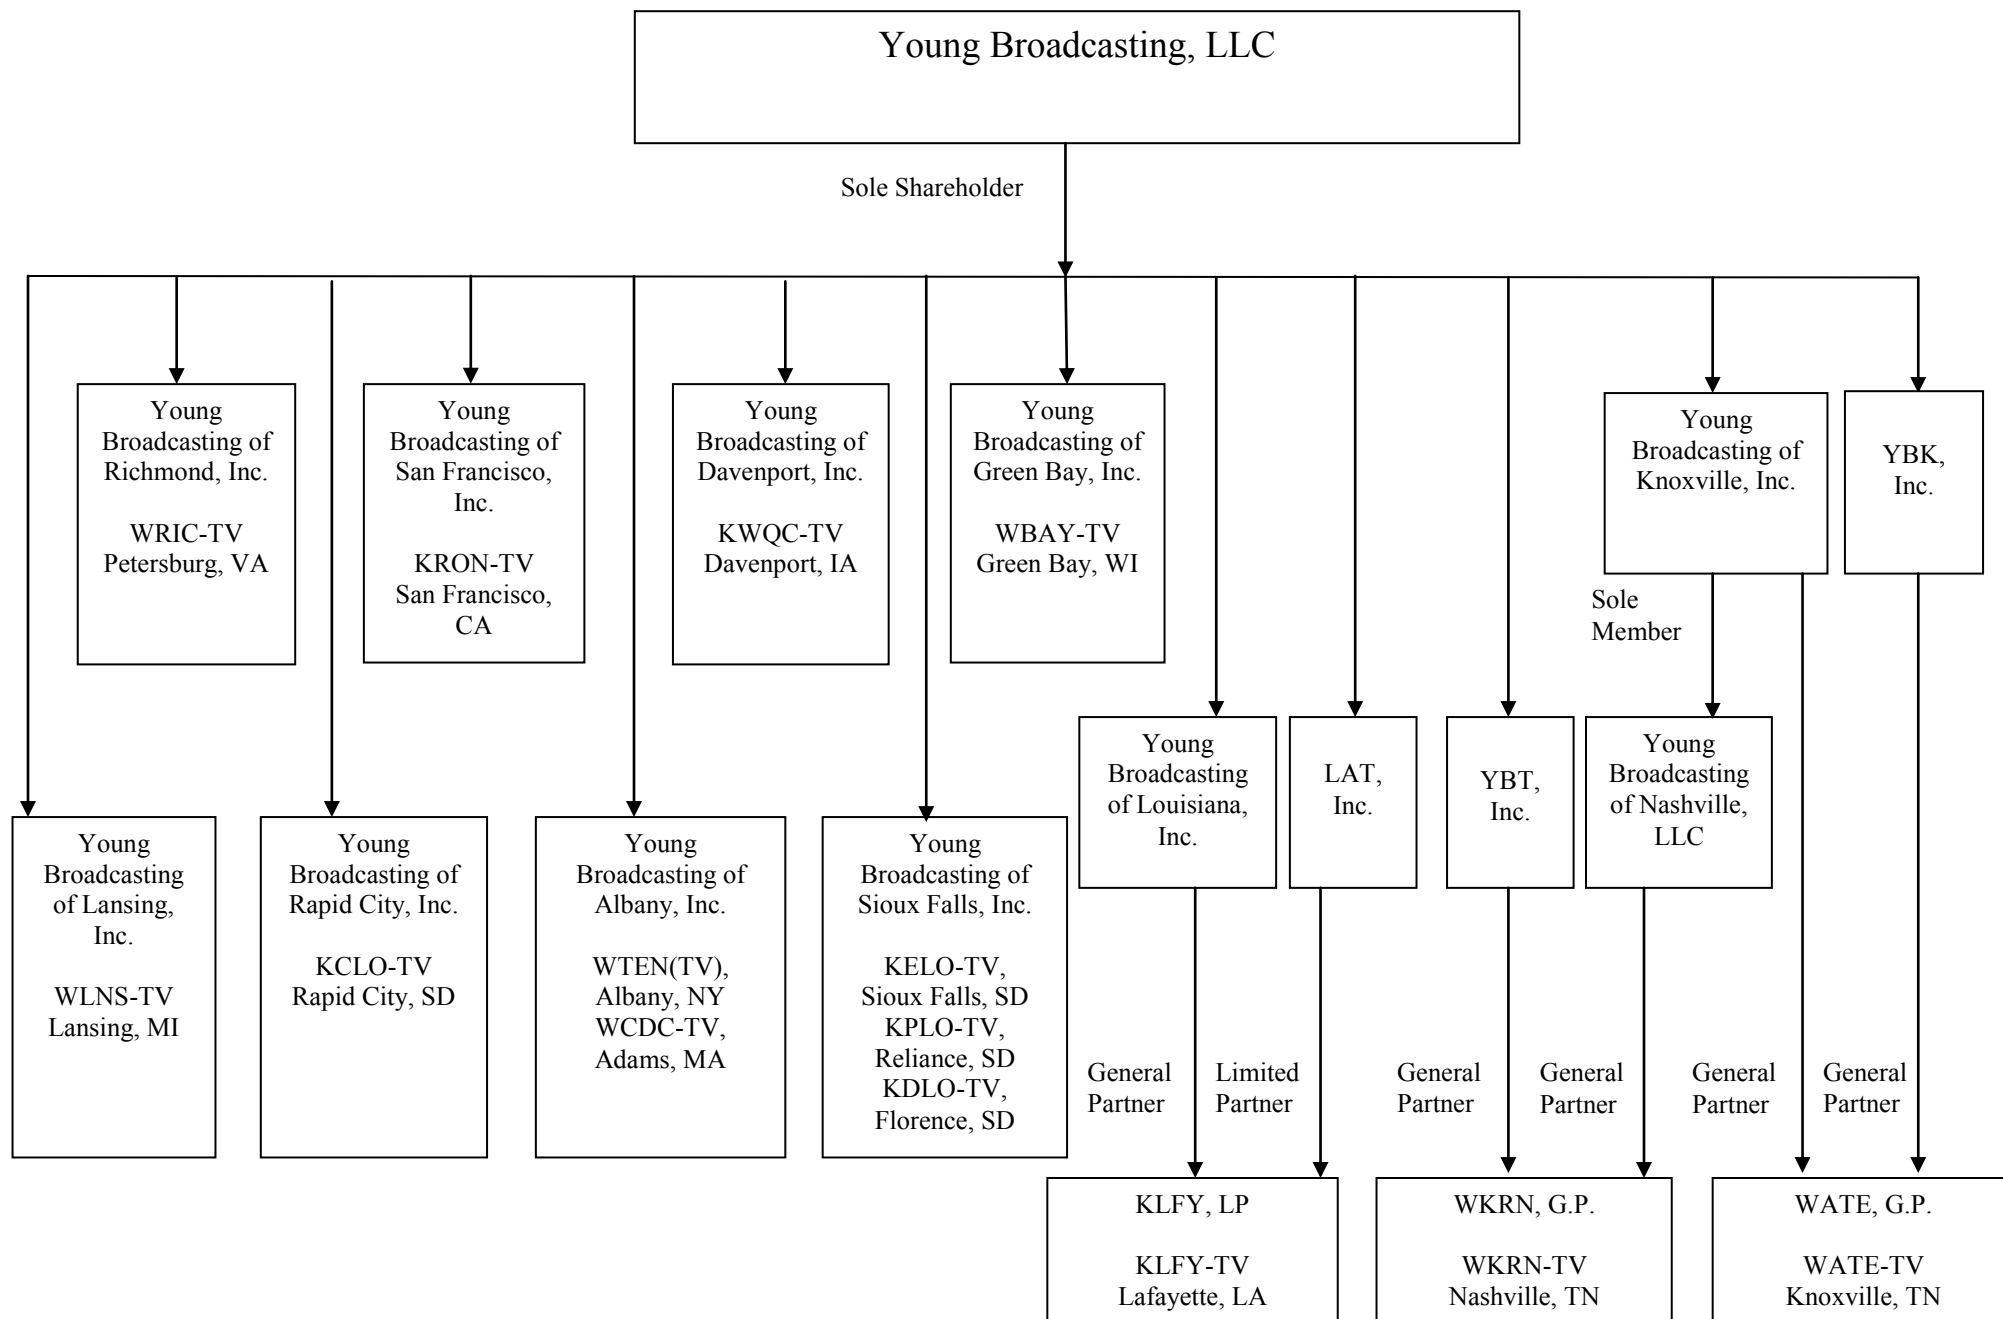 Young Broadcasting, LLC
Sole Shareholder
Young
Broadcasting of
Richmond, Inc.
WRIC-TV
Petersburg, VA
Young
Broadcasting of
San Francisco,
Inc.
KRON-TV
San Francisco,
CA
Young
Broadcasting of
Davenport, Inc.
KWQC-TV
Davenport, IA
Young
Broadcasting of
Green Bay, Inc.
WBAY-TV
Green Bay, WI
Young
Broadcasting of
Knoxville, Inc.
YBK,
Inc.
Sole
Member
Young
Broadcasting
of Louisiana,
Inc.
LAT,
Inc.
YBT,
Inc.
Young
Broadcasting
of Nashville,
LLC
Young
Broadcasting
of Lansing,
Inc.
WLNS-TV
Lansing, MI
Young
Broadcasting of
Rapid City, Inc.
KCLO-TV
Rapid City, SD
Young
Broadcasting of
Albany, Inc.
WTEN(TV),
Albany, NY
WCDC-TV,
Adams, MA
Young
Broadcasting of
Sioux Falls, Inc.
KELO-TV,
Sioux Falls, SD
KPLO-TV,
Reliance, SD
KDLO-TV,
Florence, SD
General
Partner
Limited
Partner
General
Partner
General
Partner
General
Partner
General
Partner
KLFY, LP
KLFY-TV
Lafayette, LA
WKRN, G.P.
WKRN-TV
Nashville, TN
WATE, G.P.
WATE-TV
Knoxville, TN